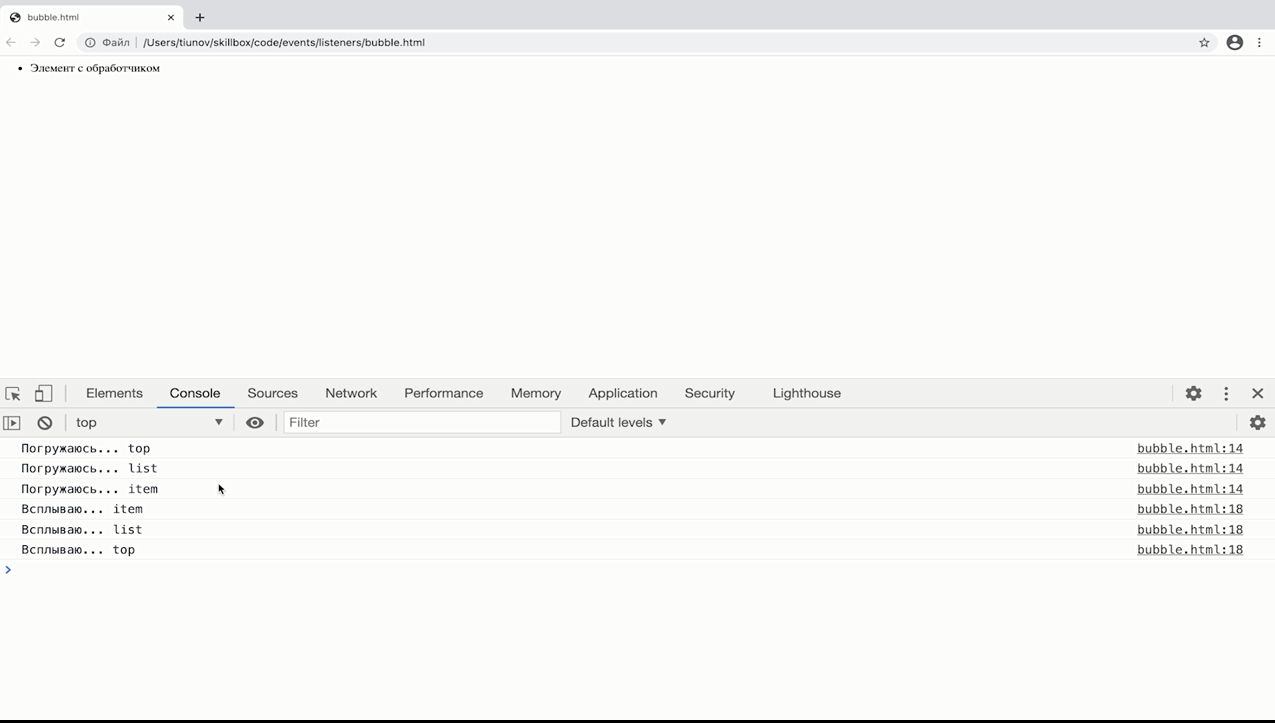 bubble.html
Файл /Users/tiunov/skillbox/code/events/listeners/bubble.html
• Элемент с обработчиком
Elements Console Sources Network Performance Memory Application Security Lighthouse
top Filter Default levels
Погружаюсь... top bubble.html:14
Погружаюсь... list bubble.html:14
Погружаюсь... item bubble.html:14
Всплываю... item bubble.html:18
Всплываю... list bubble.html:18
Всплываю... top bubble.html:18